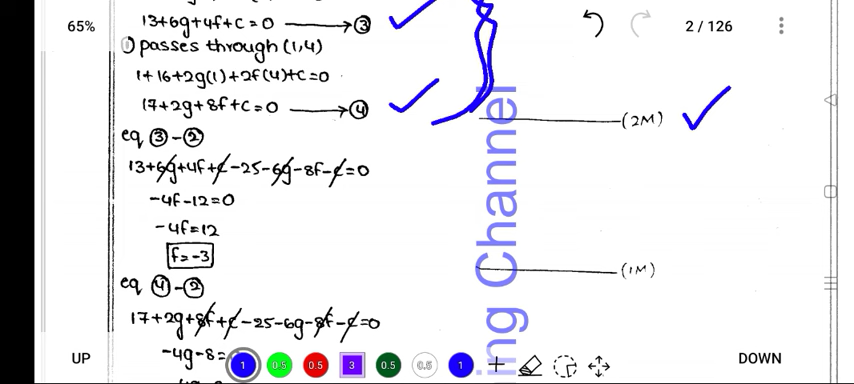 65%
13+6g+4f+c=0 ③
2 / 126
① passes through (1,4)
1+16+2g(1)+2f(4)+c=0
17+2g+8f+c=0 ④
(2M)
eq ③-②
13+6g+4f+c-25-6g-8f-c=0
-4f-12=0
-4f=12
f=-3
(1M)
eq ④-②
17+2g+8f+c-25-6g-8f-c=0
-4g-8=
ing Channel
UP
1 0.5 0.5 3 0.5 0.5 1
DOWN